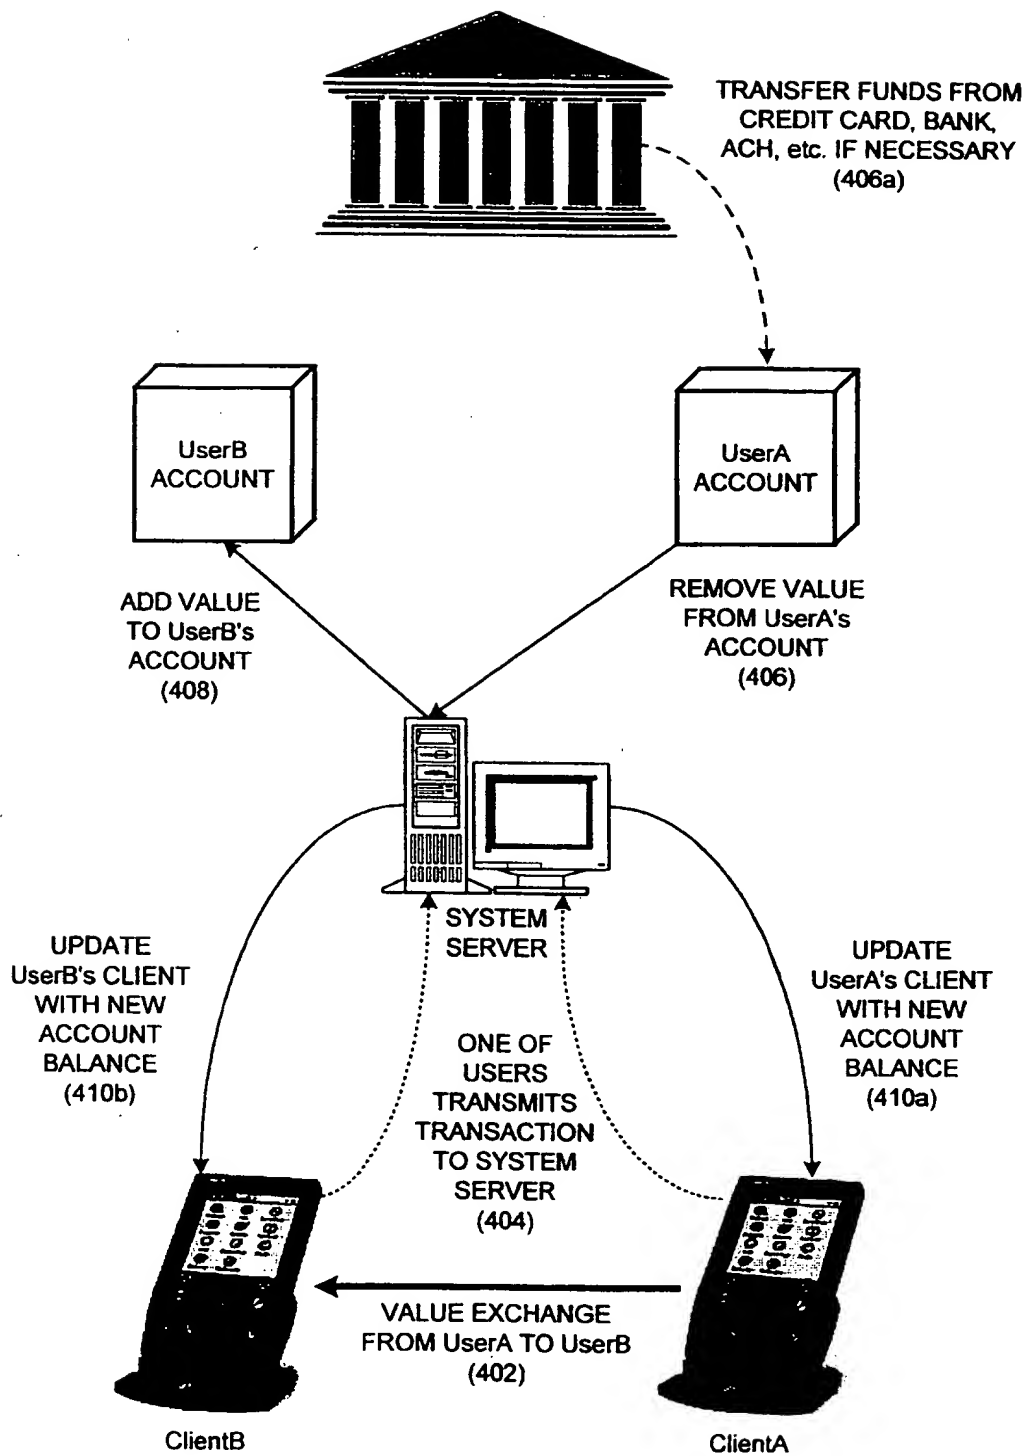 TRANSFER FUNDS FROM
CREDIT CARD, BANK,
ACH, etc. IF NECESSARY
(406a)
UserB
ACCOUNT
UserA
ACCOUNT
ADD VALUE
TO UserB's
ACCOUNT
(408)
REMOVE VALUE
FROM UserA's
ACCOUNT
(406)
SYSTEM
SERVER
UPDATE
UserB's CLIENT
WITH NEW
ACCOUNT
BALANCE
(410b)
ONE OF
USERS
TRANSMITS
TRANSACTION
TO SYSTEM
SERVER
(404)
UPDATE
UserA's CLIENT
WITH NEW
ACCOUNT
BALANCE
(410a)
VALUE EXCHANGE
FROM UserA TO UserB
(402)
ClientB
ClientA